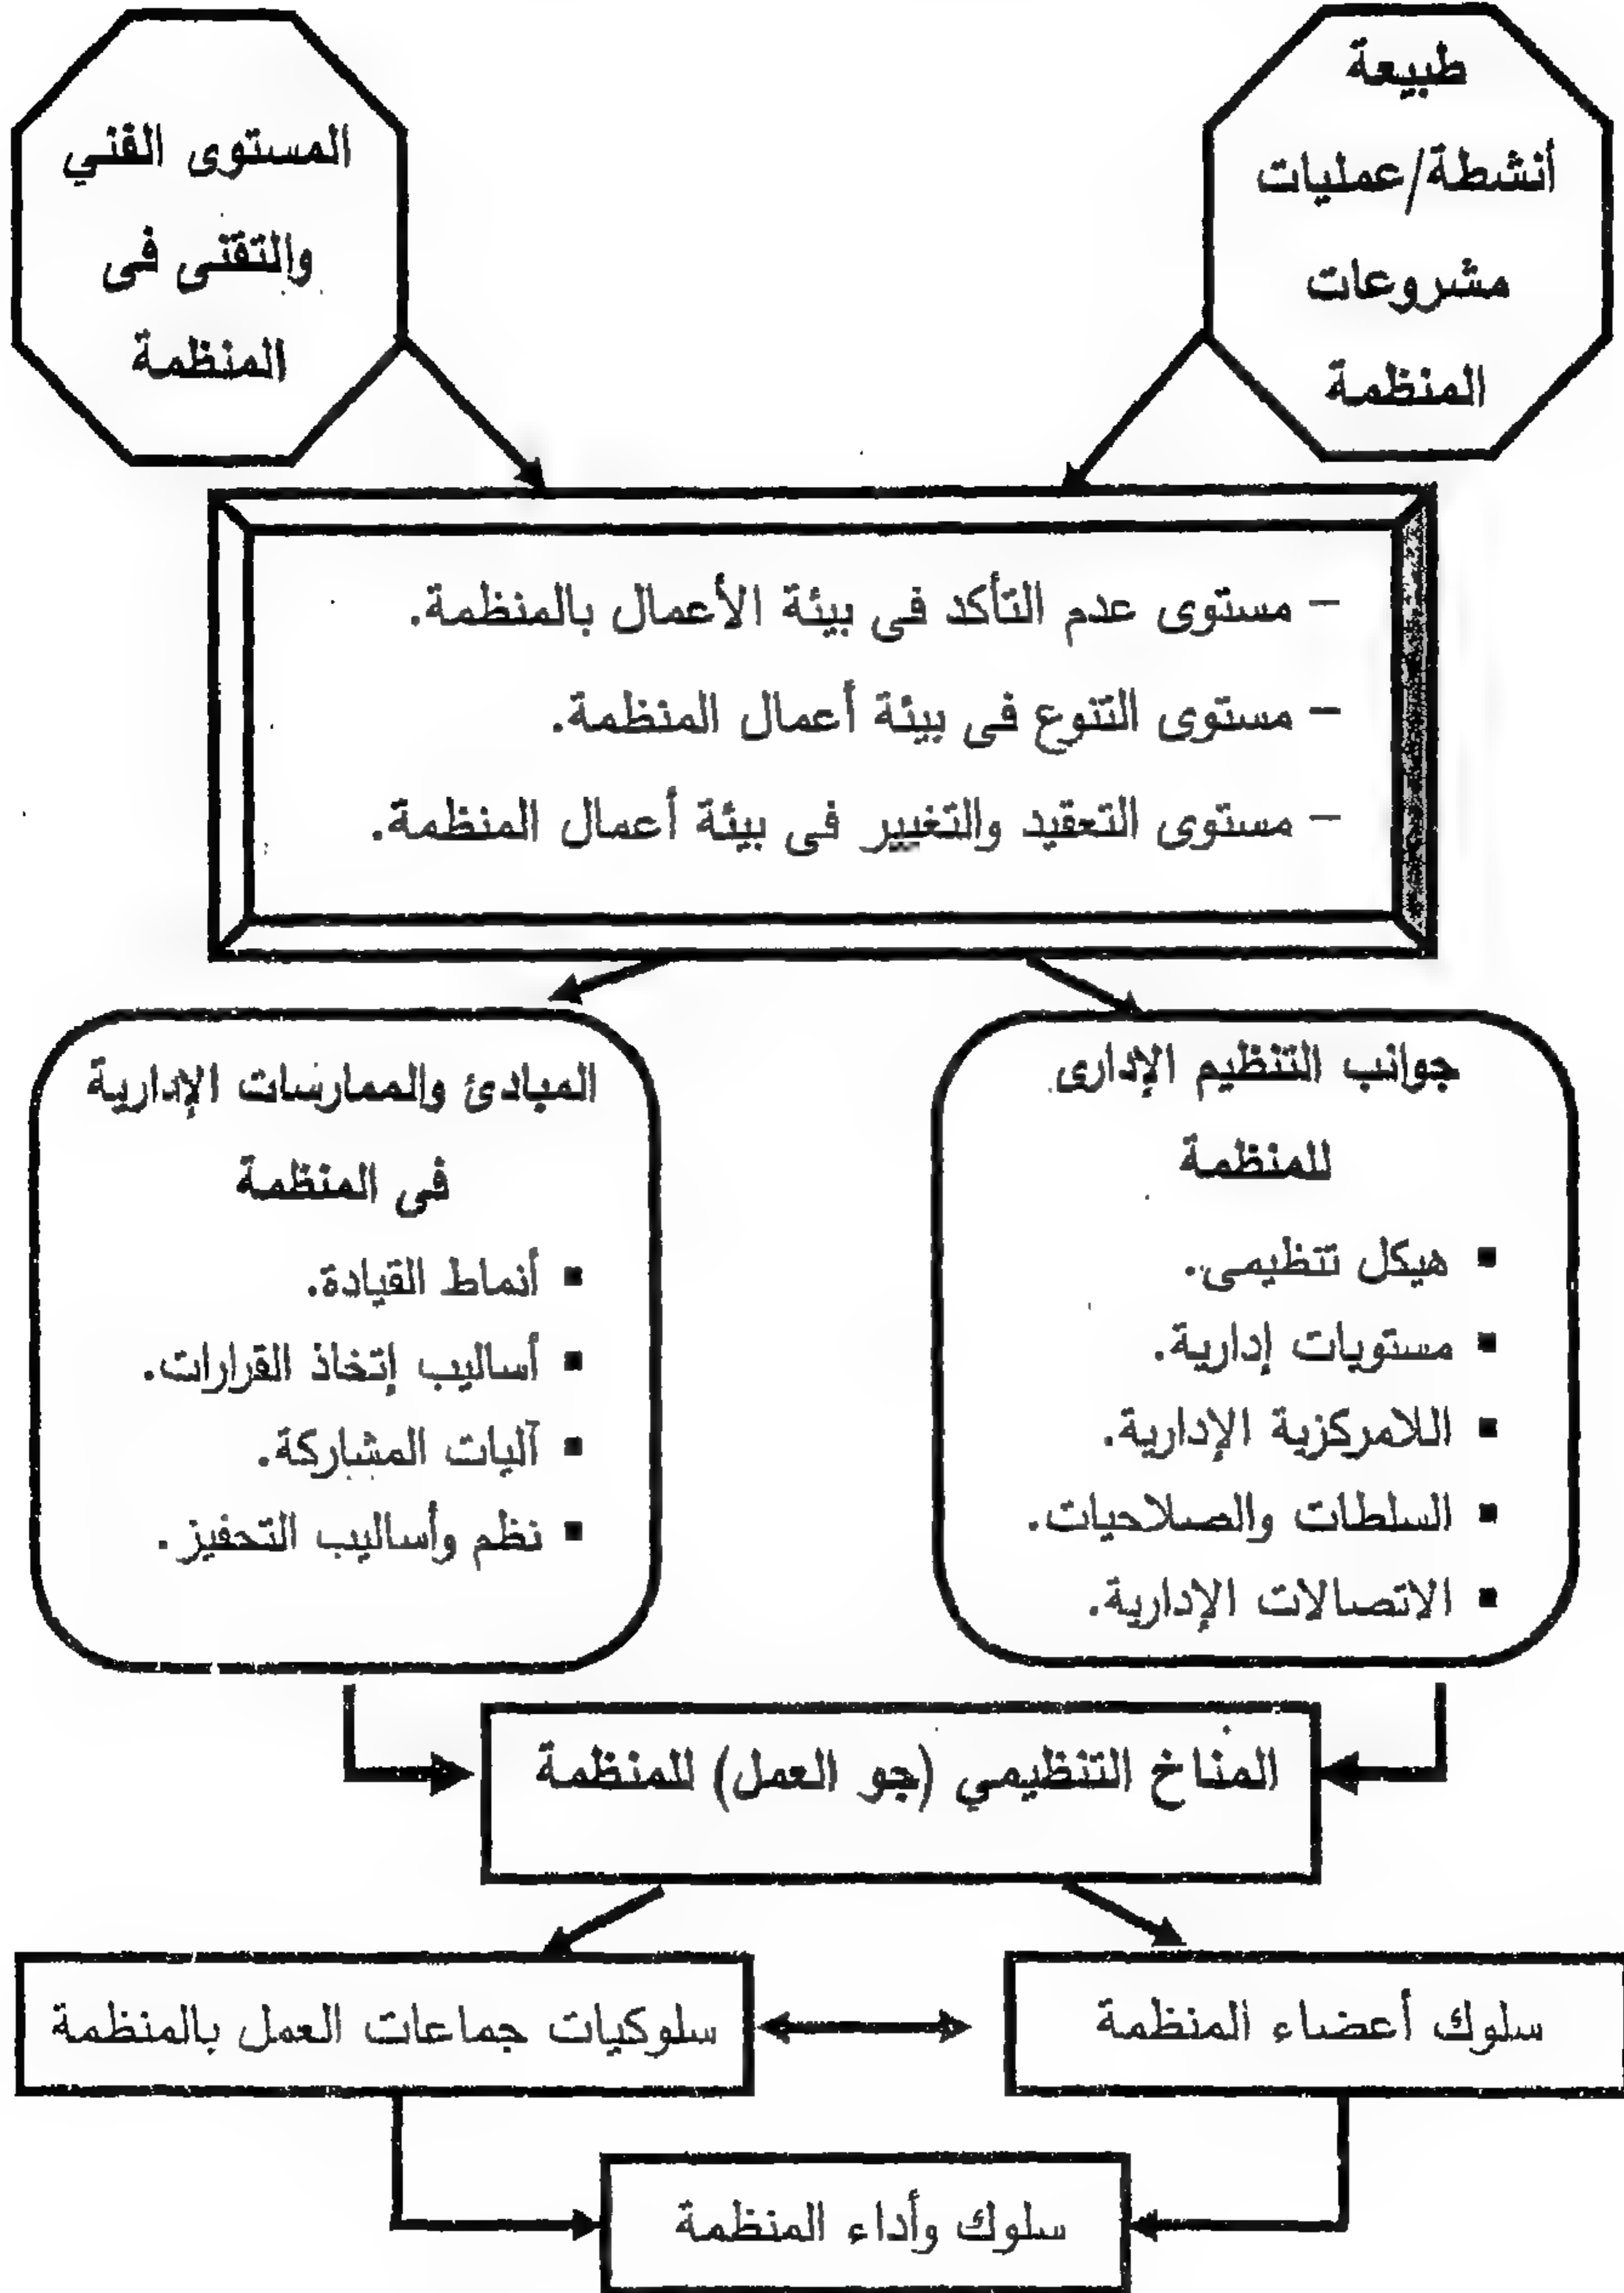 طبيعة
أنشطة/عمليات
مشروعات
المنظمة
المستوى الفني
والتقنى فى
المنظمة
– مستوى عدم التأكد فى بيئة الأعمال بالمنظمة.
– مستوى التنوع فى بيئة أعمال المنظمة.
– مستوى التعقيد والتغيير فى بيئة أعمال المنظمة.
جوانب التنظيم الإدارى
للمنظمة
▪ هيكل تنظيمى.
▪ مستويات إدارية.
▪ اللامركزية الإدارية.
▪ السلطات والصلاحيات.
▪ الاتصالات الإدارية.
المبادئ والممارسات الإدارية
فى المنظمة
▪ أنماط القيادة.
▪ أساليب إتخاذ القرارات.
▪ آليات المشاركة.
▪ نظم وأساليب التحفيز.
المناخ التنظيمي (جو العمل) للمنظمة
سلوك أعضاء المنظمة
سلوكيات جماعات العمل بالمنظمة
سلوك وأداء المنظمة